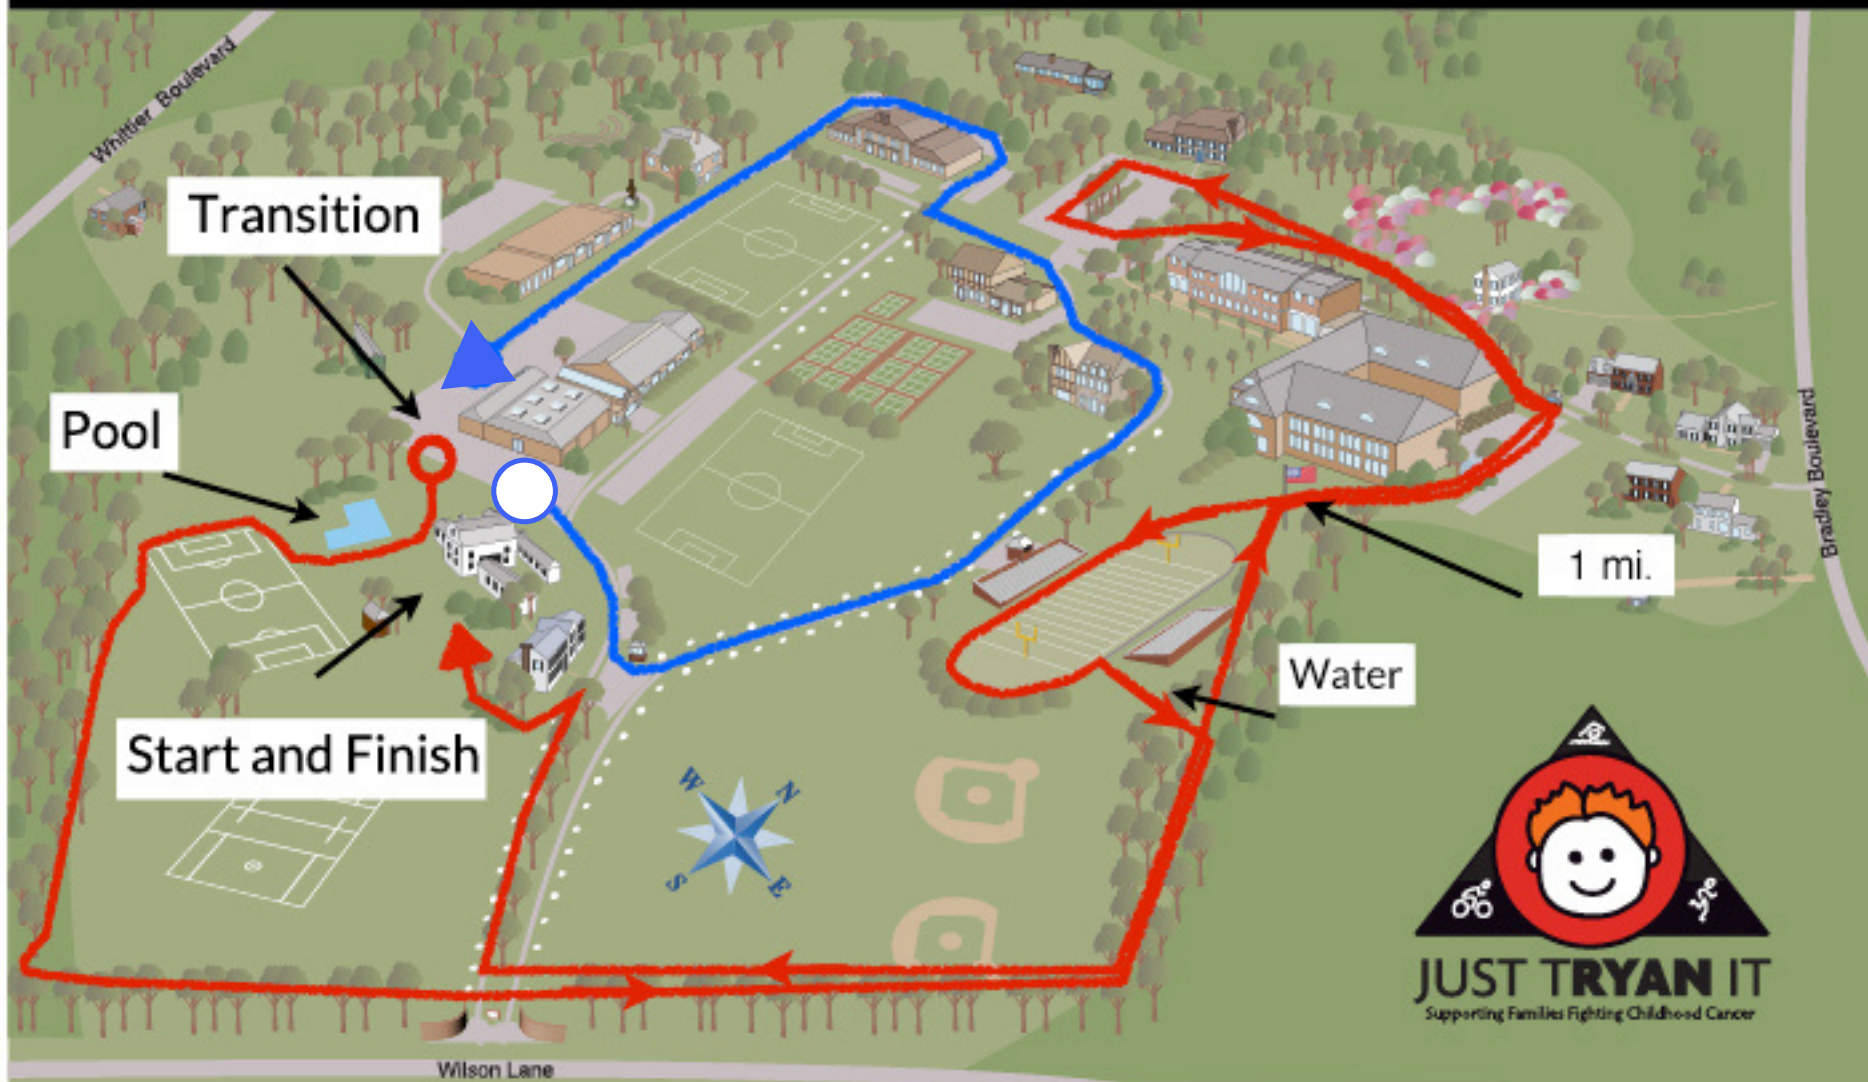 Whittier Boulevard
Transition
Pool
Bradley Boulevard
1 mi.
Water
Start and Finish
W
N
S
E
JUST TRYAN IT
Supporting Families Fighting Childhood Cancer
Wilson Lane